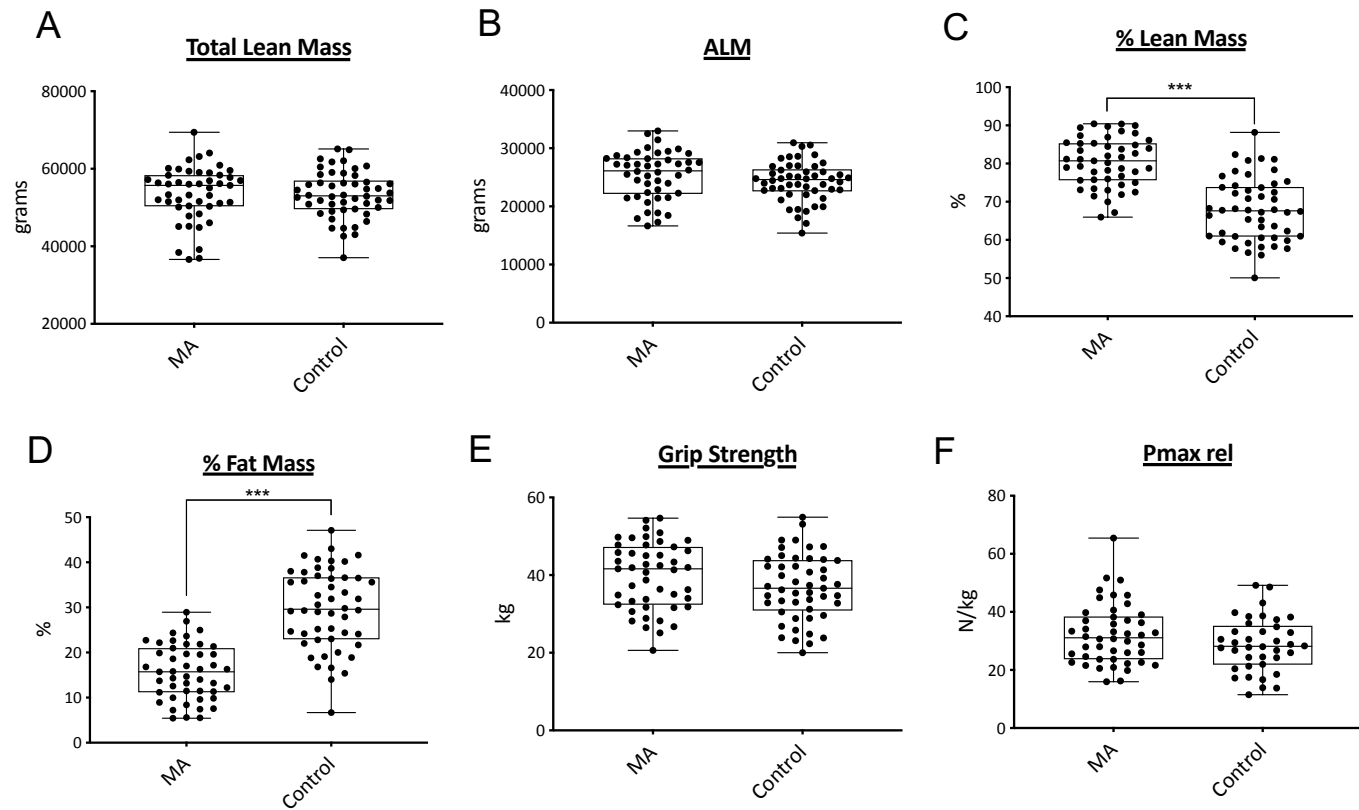 A
Total Lean Mass
80000
60000
40000
20000
grams
MA
Control
B
ALM
40000
30000
20000
10000
0
grams
MA
Control
C
% Lean Mass
***
100
90
80
70
60
50
40
%
MA
Control
D
% Fat Mass
***
50
40
30
20
10
0
%
MA
Control
E
Grip Strength
60
40
20
0
kg
MA
Control
F
Pmax rel
80
60
40
20
0
N/kg
MA
Control